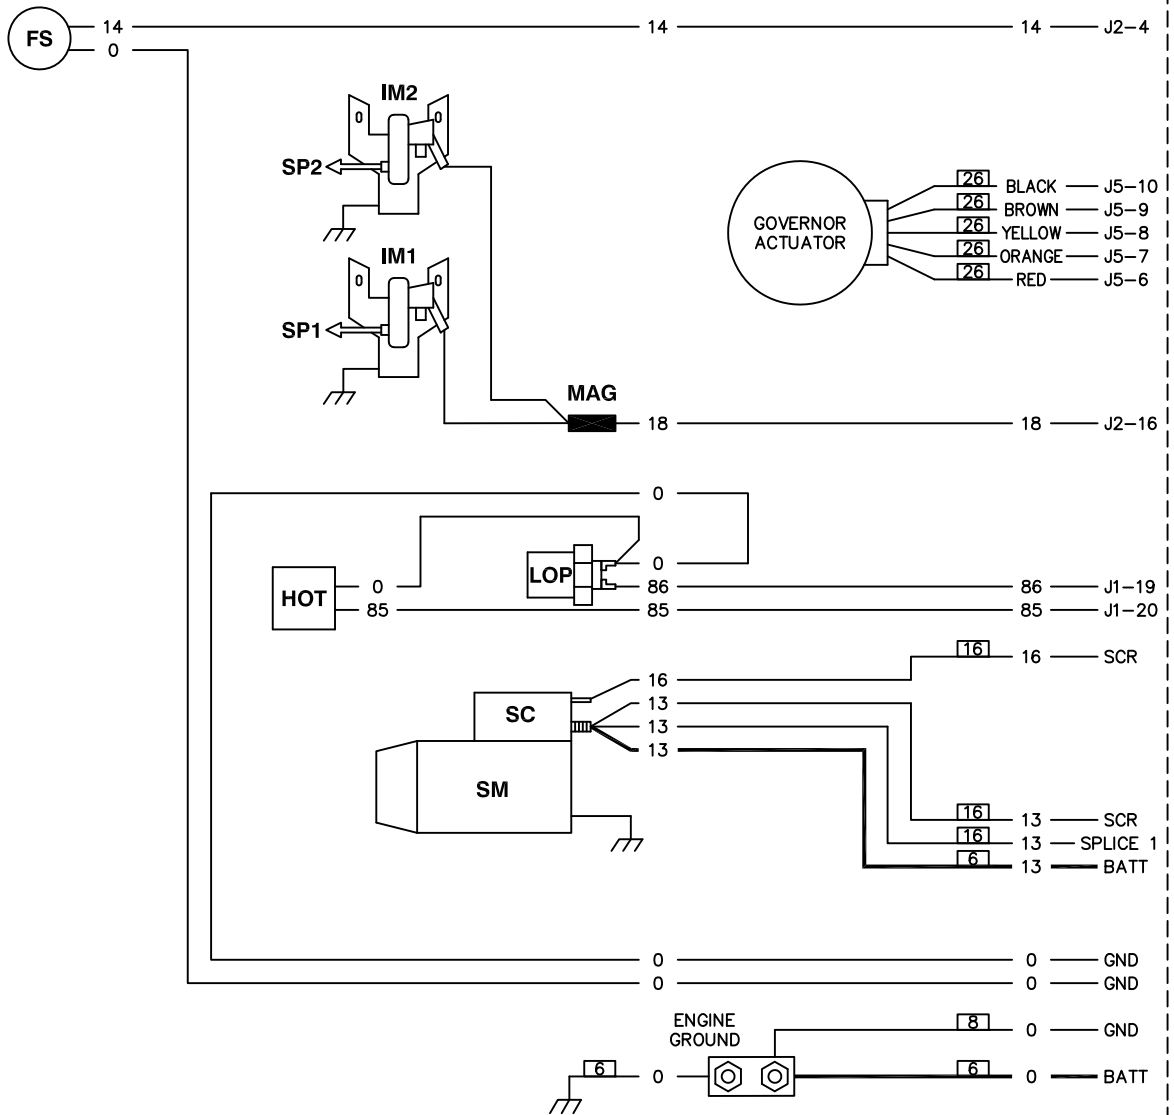 FS 14 14 14 J2-4
0
IM2
SP2
26 BLACK J5-10
26 BROWN J5-9
GOVERNOR
ACTUATOR
26 YELLOW J5-8
26 ORANGE J5-7
26 RED J5-6
IM1
SP1
MAG
18 18 J2-16
0
0
LOP
HOT 0
86 86 J1-19
85 85 85 J1-20
16 16 SCR
16
SC 13
13
13
SM
16 13 SCR
16 13 SPLICE 1
6 13 BATT
0 0 GND
0 0 GND
ENGINE
GROUND
8 0 GND
6 0 6 0 BATT